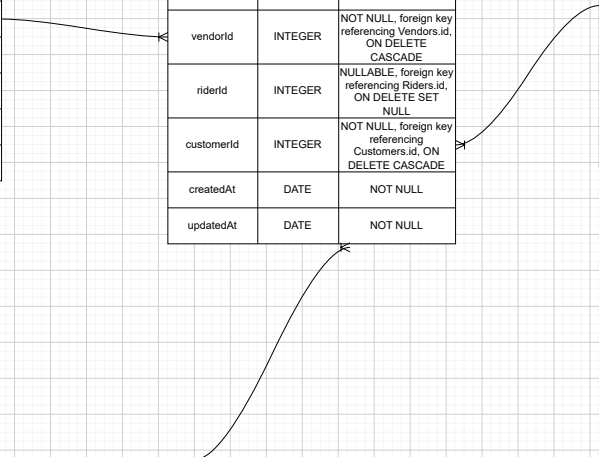 vendorId INTEGER NOT NULL, foreign key
referencing Vendors.id,
ON DELETE
CASCADE
riderId INTEGER NULLABLE, foreign key
referencing Riders.id,
ON DELETE SET
NULL
customerId INTEGER NOT NULL, foreign key
referencing
Customers.id, ON
DELETE CASCADE
createdAt DATE NOT NULL
updatedAt DATE NOT NULL